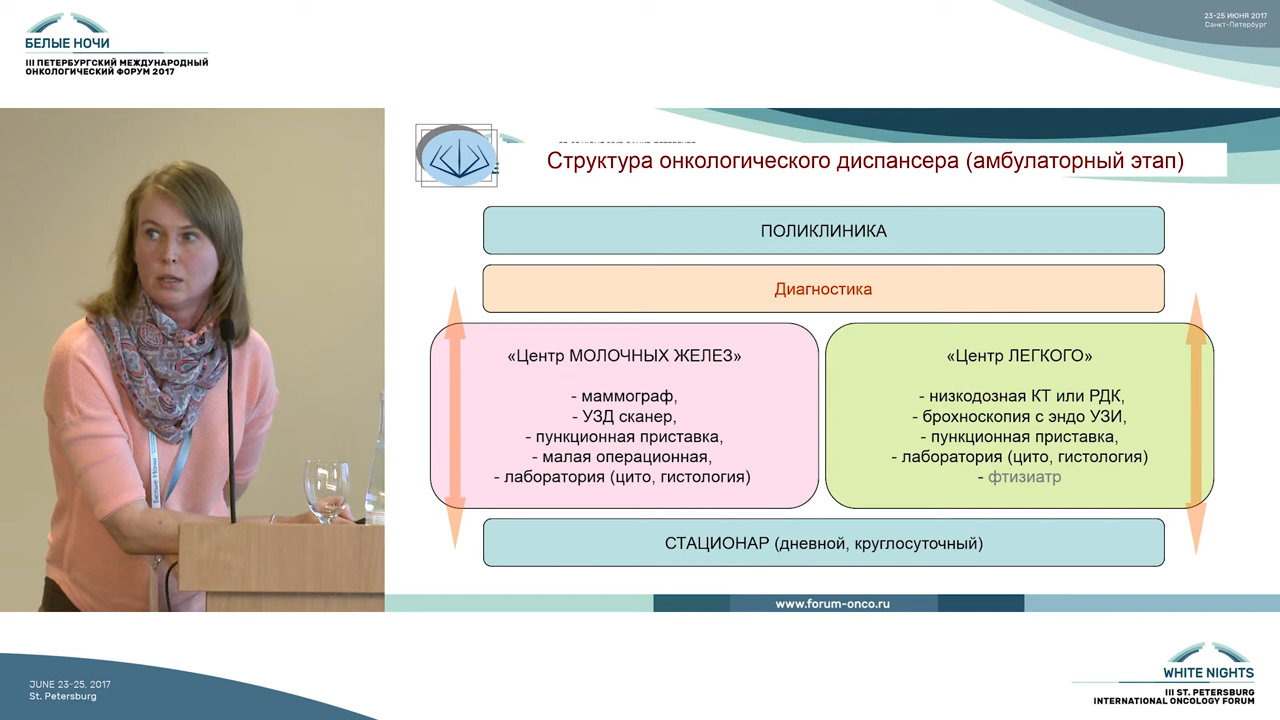 БЕЛЫЕ НОЧИ
III ПЕТЕРБУРГСКИЙ МЕЖДУНАРОДНЫЙ
ОНКОЛОГИЧЕСКИЙ ФОРУМ 2017
23-25 ИЮНЯ 2017
Санкт-Петербург
Структура онкологического диспансера (амбулаторный этап)
ПОЛИКЛИНИКА
Диагностика
«Центр МОЛОЧНЫХ ЖЕЛЕЗ»
- маммограф,
- УЗД сканер,
- пункционная приставка,
- малая операционная,
- лаборатория (цито, гистология)
«Центр ЛЕГКОГО»
- низкодозная КТ или РДК,
- брохноскопия с эндо УЗИ,
- пункционная приставка,
- лаборатория (цито, гистология)
- фтизиатр
СТАЦИОНАР (дневной, круглосуточный)
Белые Ночи
www.forum-onco.ru
JUNE 23-25, 2017
St. Petersburg
WHITE NIGHTS
III ST. PETERSBURG
INTERNATIONAL ONCOLOGY FORUM